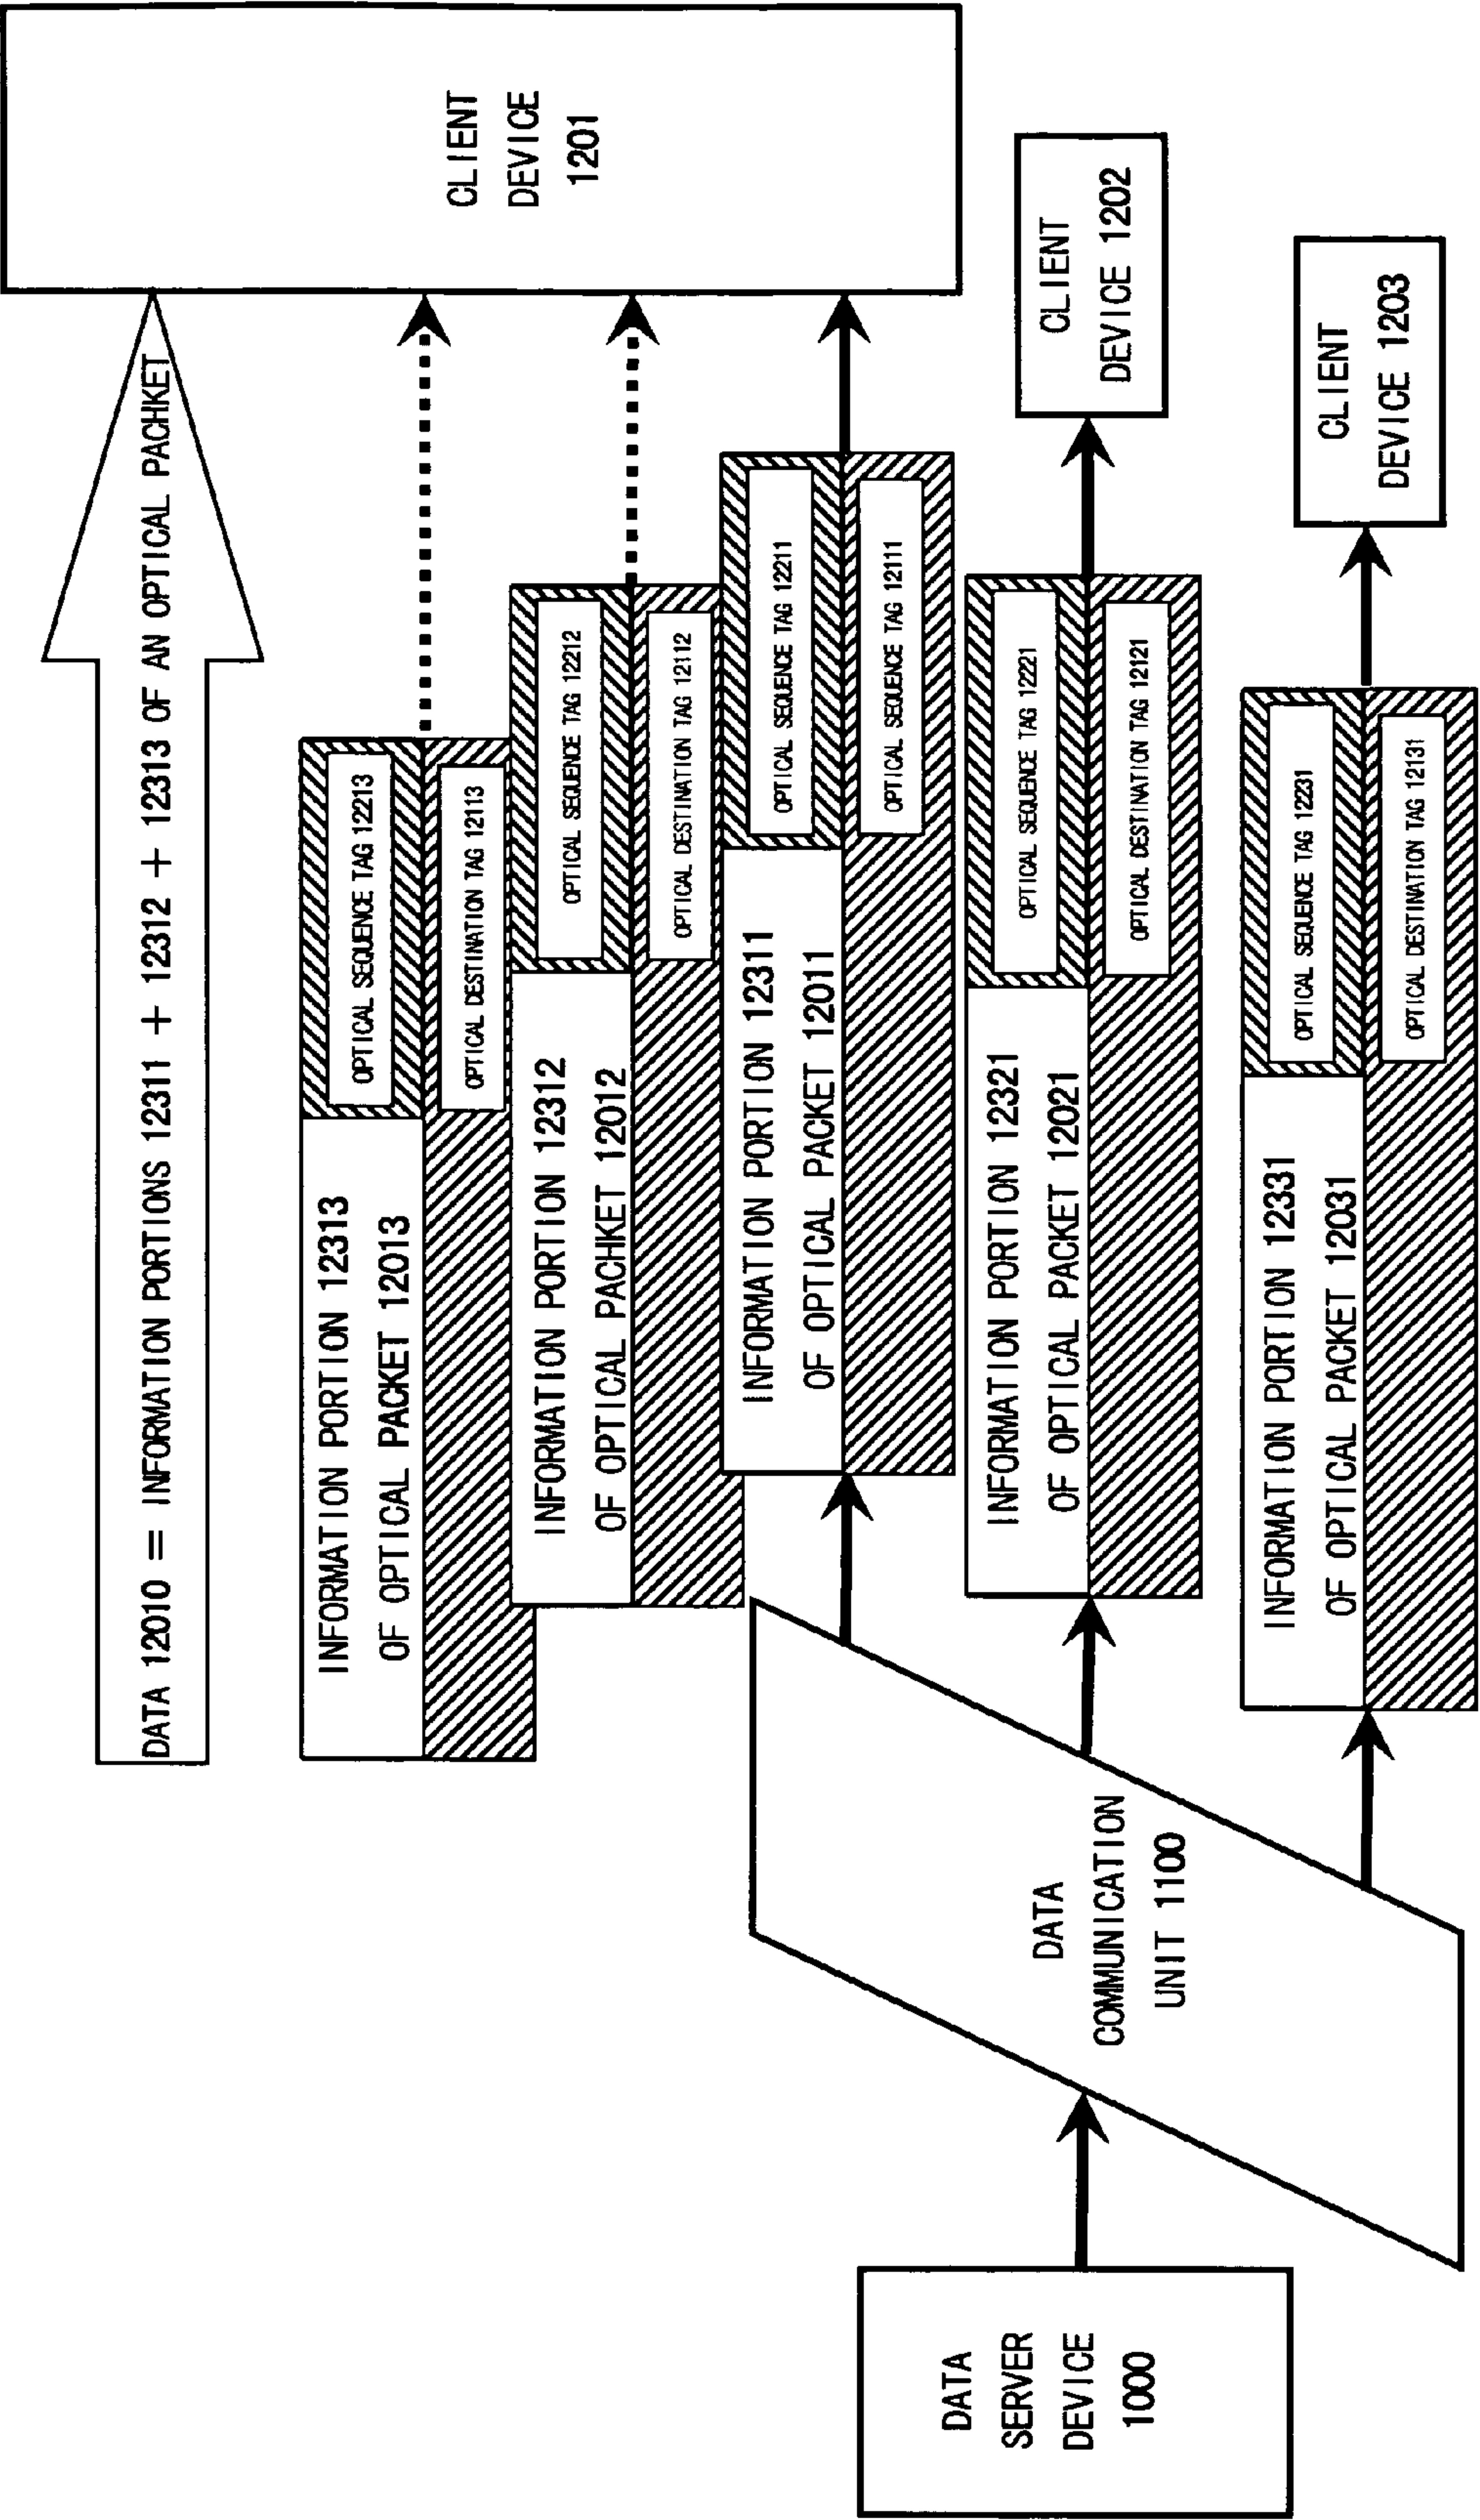 DATA 12010 = INFORMATION PORTIONS 12311 + 12312 + 12313 OF AN OPTICAL PACHKET
INFORMATION PORTION 12313
OF OPTICAL PACKET 12013
OPTICAL SEQUENCE TAG 12213
OPTICAL DESTINATION TAG 12113
INFORMATION PORTION 12312
OF OPTICAL PACHKET 12012
OPTICAL SEQUENCE TAG 12212
OPTICAL DESTINATION TAG 12112
INFORMATION PORTION 12311
OF OPTICAL PACKET 12011
OPTICAL SEQUENCE TAG 12211
OPTICAL SEQUENCE TAG 12111
CLIENT
DEVICE
1201
INFORMATION PORTION 12321
OF OPTICAL PACKET 12021
OPTICAL SEQUENCE TAG 12221
OPTICAL DESTINATION TAG 12121
CLIENT
DEVICE 1202
INFORMATION PORTION 12331
OF OPTICAL PACKET 12031
OPTICAL SEQUENCE TAG 12231
OPTICAL DESTINATION TAG 12131
CLIENT
DEVICE 1203
DATA
COMMUNICATION
UNIT 1100
DATA
SERVER
DEVICE
1000